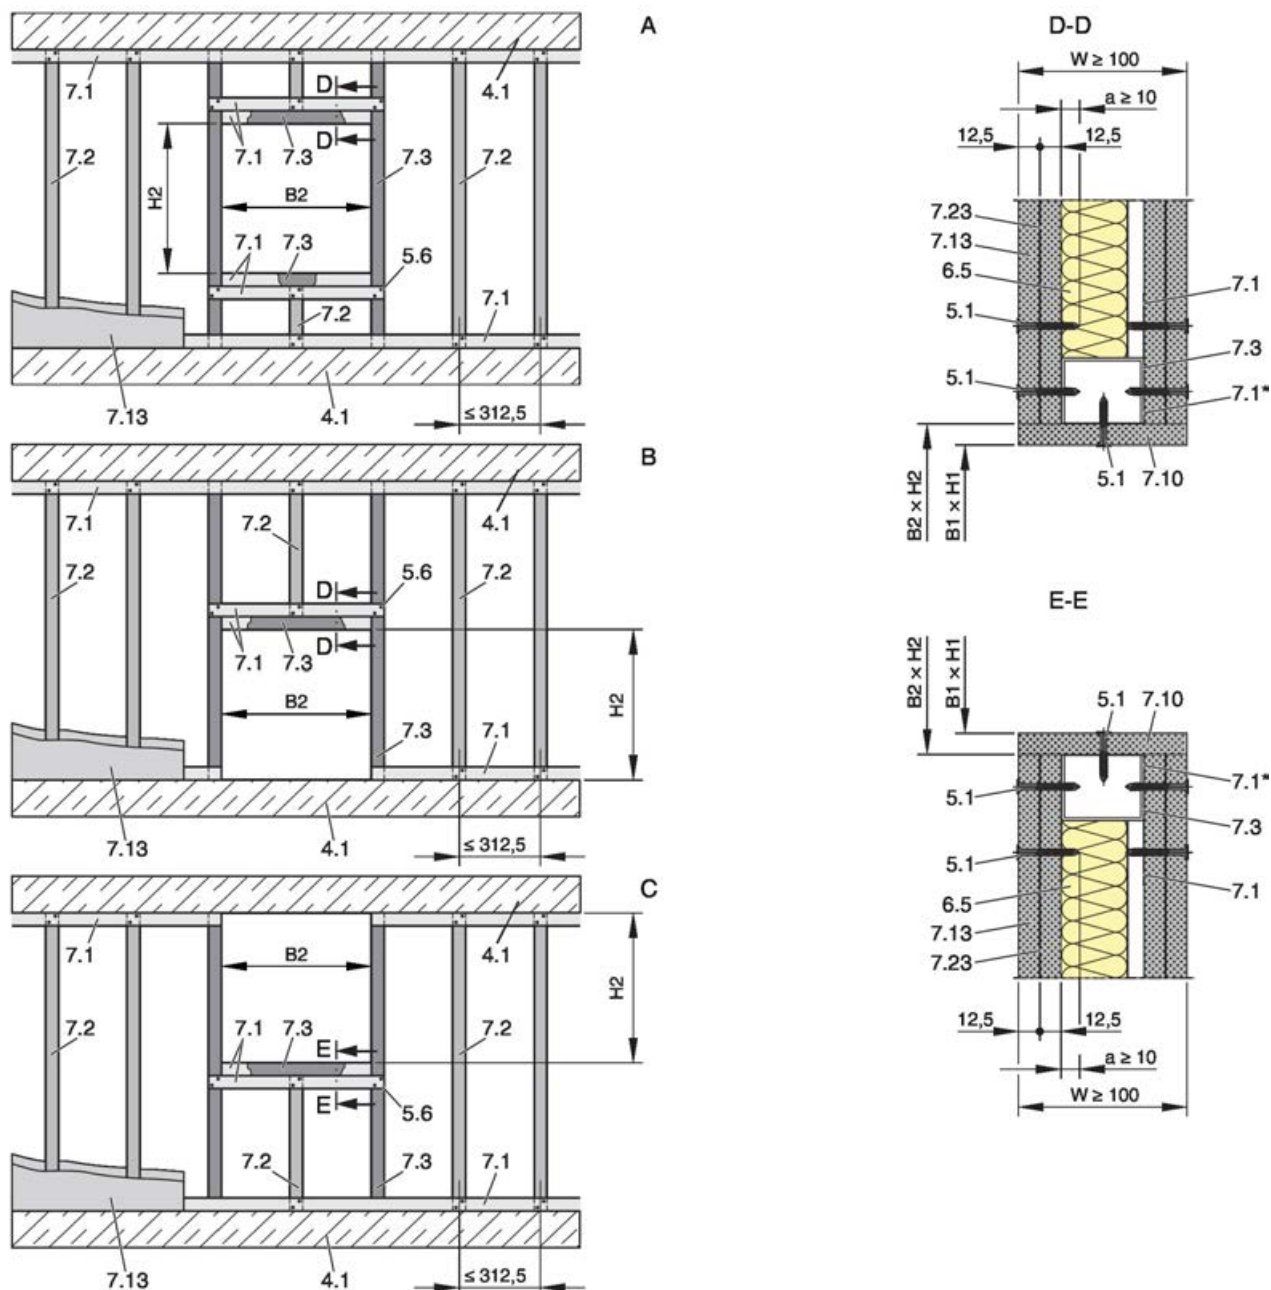 A
7.1
D
4.1
D
7.1
7.3
7.2
7.3
7.2
H2
B2
7.1
7.3
5.6
7.1
7.2
7.13
4.1
≤ 312,5
B
7.1
7.2
4.1
7.2
D
5.6
7.2
7.1
7.3
D
B2
H2
7.3
7.1
7.13
4.1
≤ 312,5
C
7.1
B2
4.1
H2
7.2
7.1
7.3
E
7.2
E
5.6
7.2
7.3
7.1
7.13
4.1
≤ 312,5
D-D
W ≥ 100
a ≥ 10
12,5
12,5
7.23
7.13
6.5
7.1
5.1
7.3
5.1
7.1*
5.1
7.10
B2 × H2
B1 × H1
E-E
B2 × H2
B1 × H1
5.1
7.10
7.1*
5.1
7.3
5.1
6.5
7.1
7.13
7.23
12,5
12,5
a ≥ 10
W ≥ 100